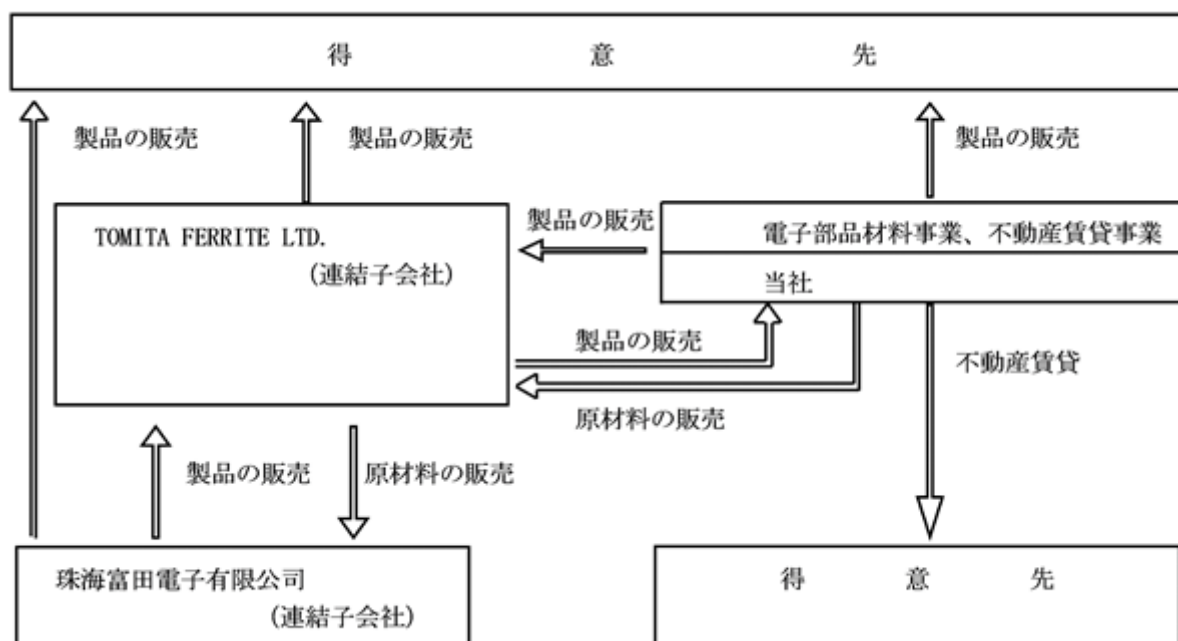 得意先
製品の販売
製品の販売
製品の販売
TOMITA FERRITE LTD.
(連結子会社)
製品の販売
電子部品材料事業、不動産賃貸事業
当社
製品の販売
原材料の販売
不動産賃貸
製品の販売
原材料の販売
珠海富田電子有限公司
(連結子会社)
得意先